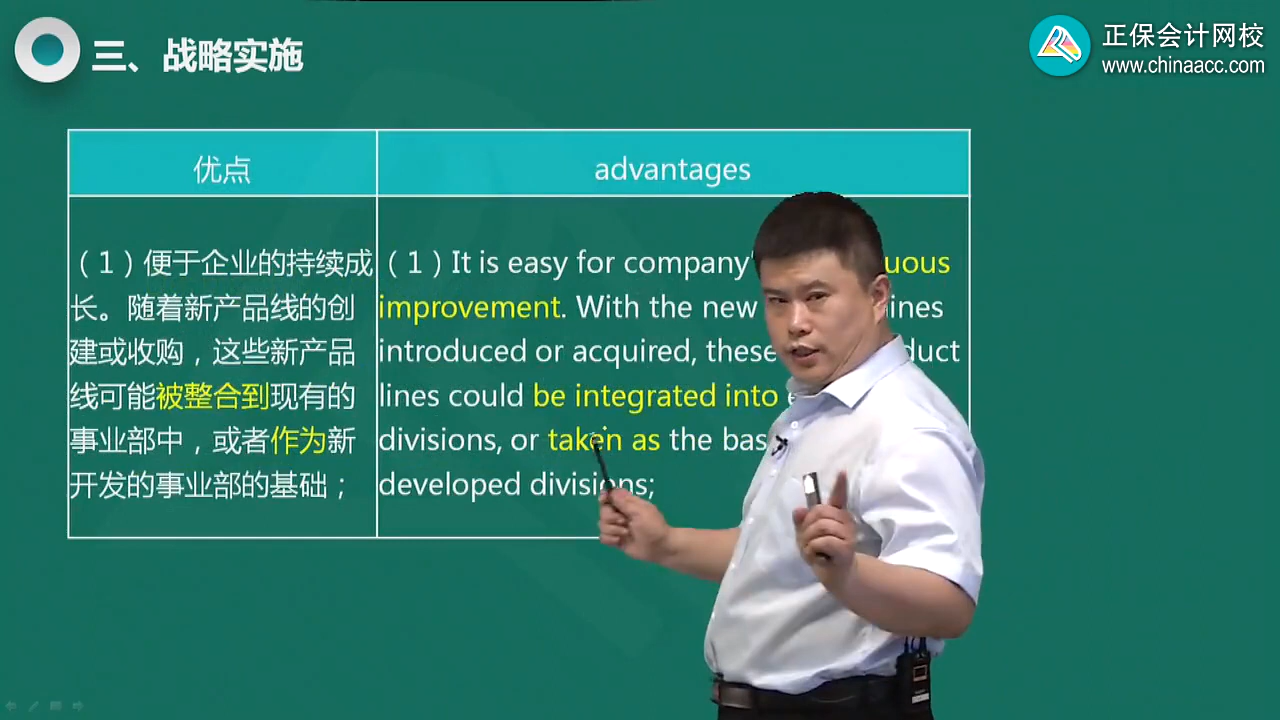 三、战略实施
正保会计网校
www.chinaacc.com
优点
advantages
（1）便于企业的持续成
长。随着新产品线的创
建或收购，这些新产品
线可能被整合到现有的
事业部中，或者作为新
开发的事业部的基础；
（1）It is easy for company' uous
improvement. With the new ines
introduced or acquired, these duct
lines could be integrated into
divisions, or taken as the bas
developed divisions;